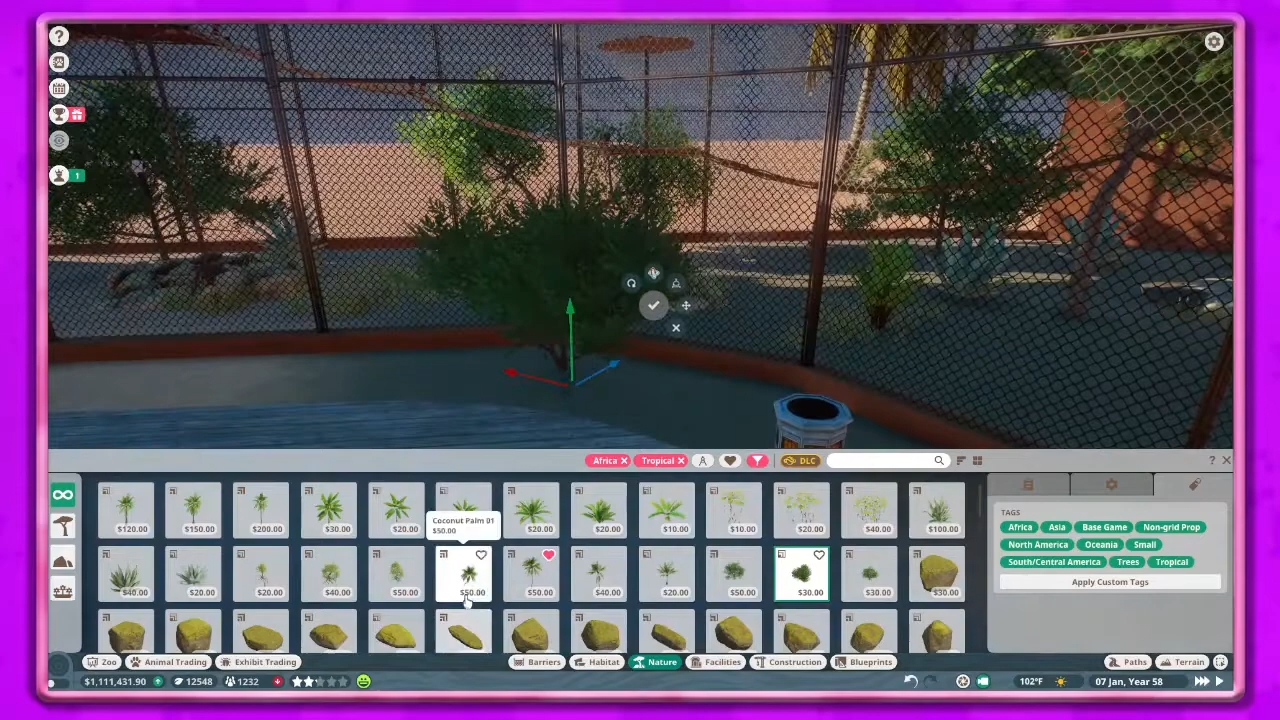 ?
1
Africa × Tropical × DLC ? ×
$120.00 $150.00 $200.00 $30.00 $20.00 $20.00 $20.00 $10.00 $10.00 $20.00 $40.00 $100.00
Coconut Palm 01
$50.00
$40.00 $20.00 $20.00 $40.00 $50.00 $50.00 $50.00 $40.00 $20.00 $50.00 $30.00 $30.00 $30.00
TAGS
Africa Asia Base Game Non-grid Prop
North America Oceania Small
South/Central America Trees Tropical
Apply Custom Tags
Zoo Animal Trading Exhibit Trading Barriers Habitat Nature Facilities Construction Blueprints Paths Terrain
$1,111,431.90 12548 1232 102°F 07 Jan, Year 58